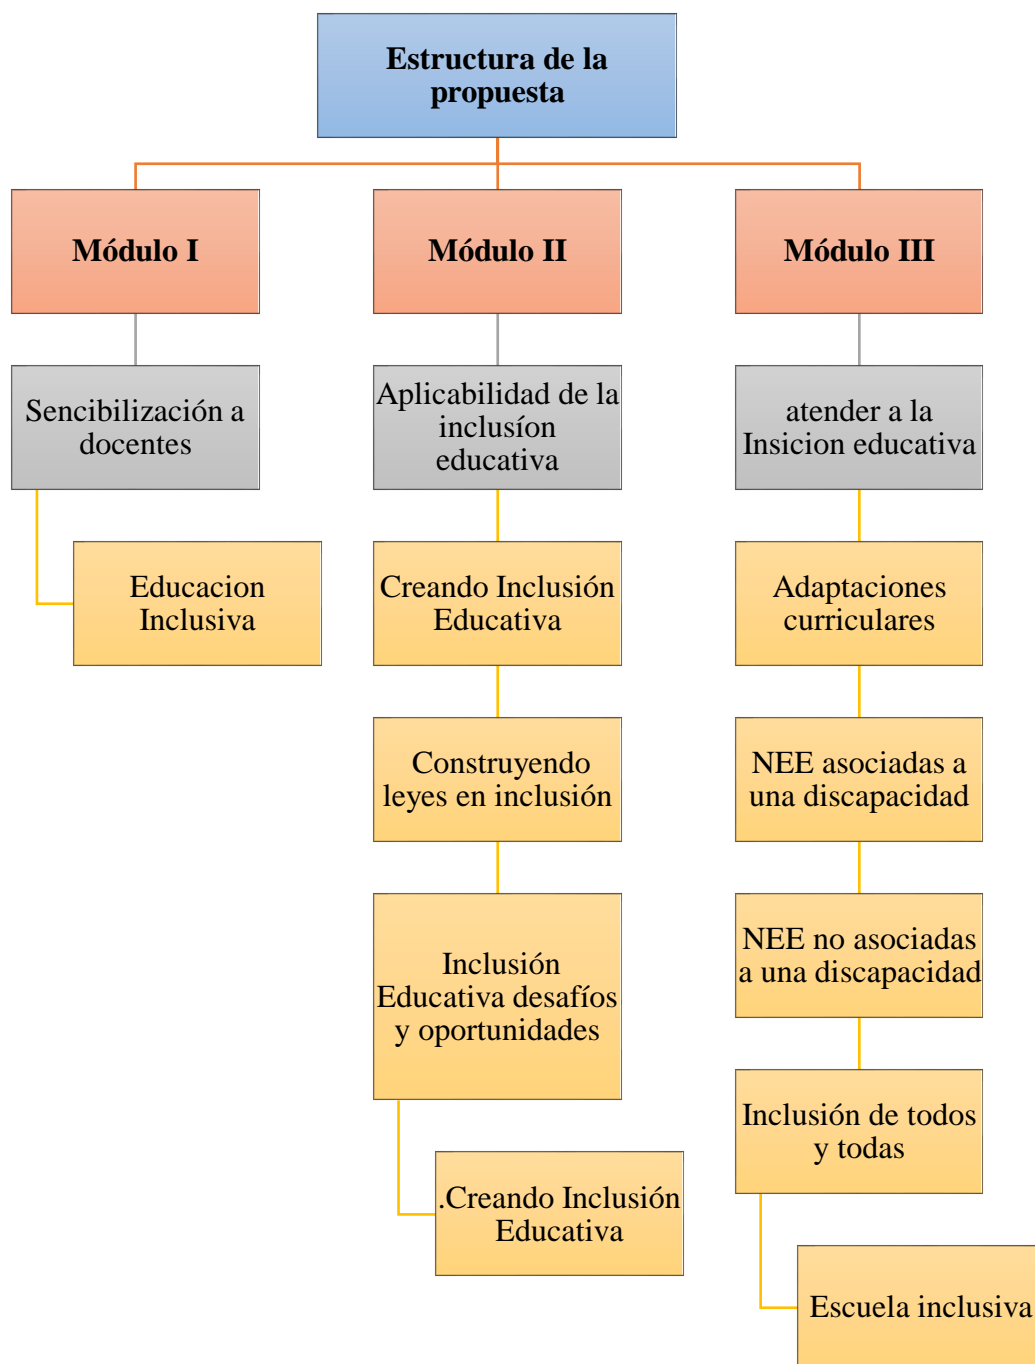 Estructura de la
propuesta
Módulo I
Sencibilización a
docentes
Educacion
Inclusiva
Módulo II
Aplicabilidad de la
inclusíon
educativa
Creando Inclusión
Educativa
Construyendo
leyes en inclusión
Inclusión
Educativa desafíos
y oportunidades
.Creando Inclusión
Educativa
Módulo III
atender a la
Insicion educativa
Adaptaciones
curriculares
NEE asociadas a
una discapacidad
NEE no asociadas
a una discapacidad
Inclusión de todos
y todas
Escuela inclusiva